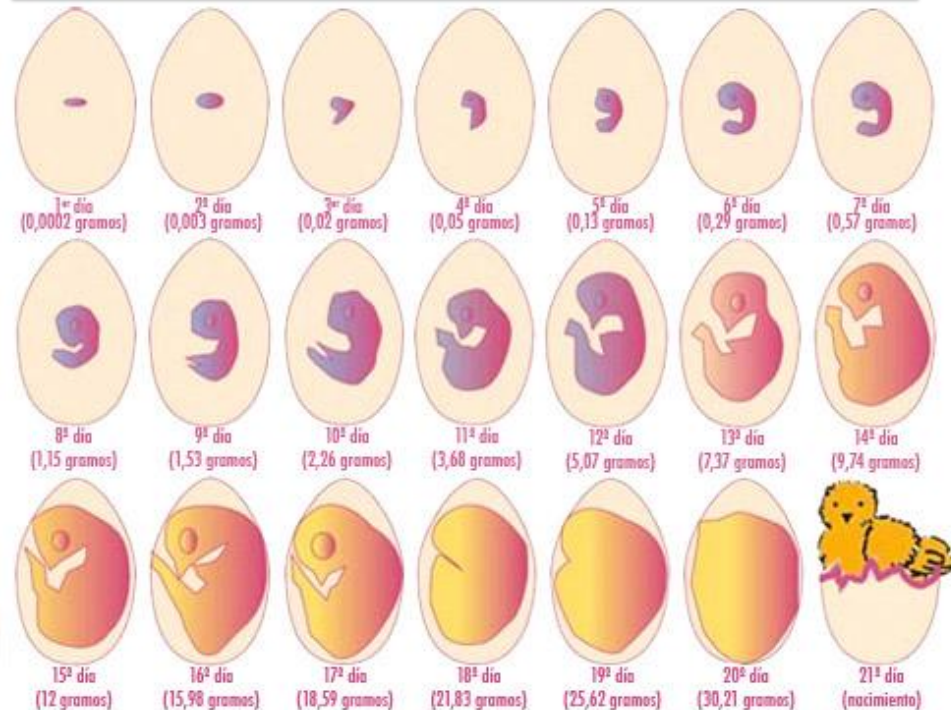 1er día
(0,0002 gramos)
2º día
(0,003 gramos)
3er día
(0,02 gramos)
4º día
(0,05 gramos)
5º día
(0,13 gramos)
6º día
(0,29 gramos)
7º día
(0,57 gramos)
8º día
(1,15 gramos)
9º día
(1,53 gramos)
10º día
(2,26 gramos)
11º día
(3,68 gramos)
12º día
(5,07 gramos)
13º día
(7,37 gramos)
14º día
(9,74 gramos)
15º día
(12 gramos)
16º día
(15,98 gramos)
17º día
(18,59 gramos)
18º día
(21,83 gramos)
19º día
(25,62 gramos)
20º día
(30,21 gramos)
21º día
(nacimiento)